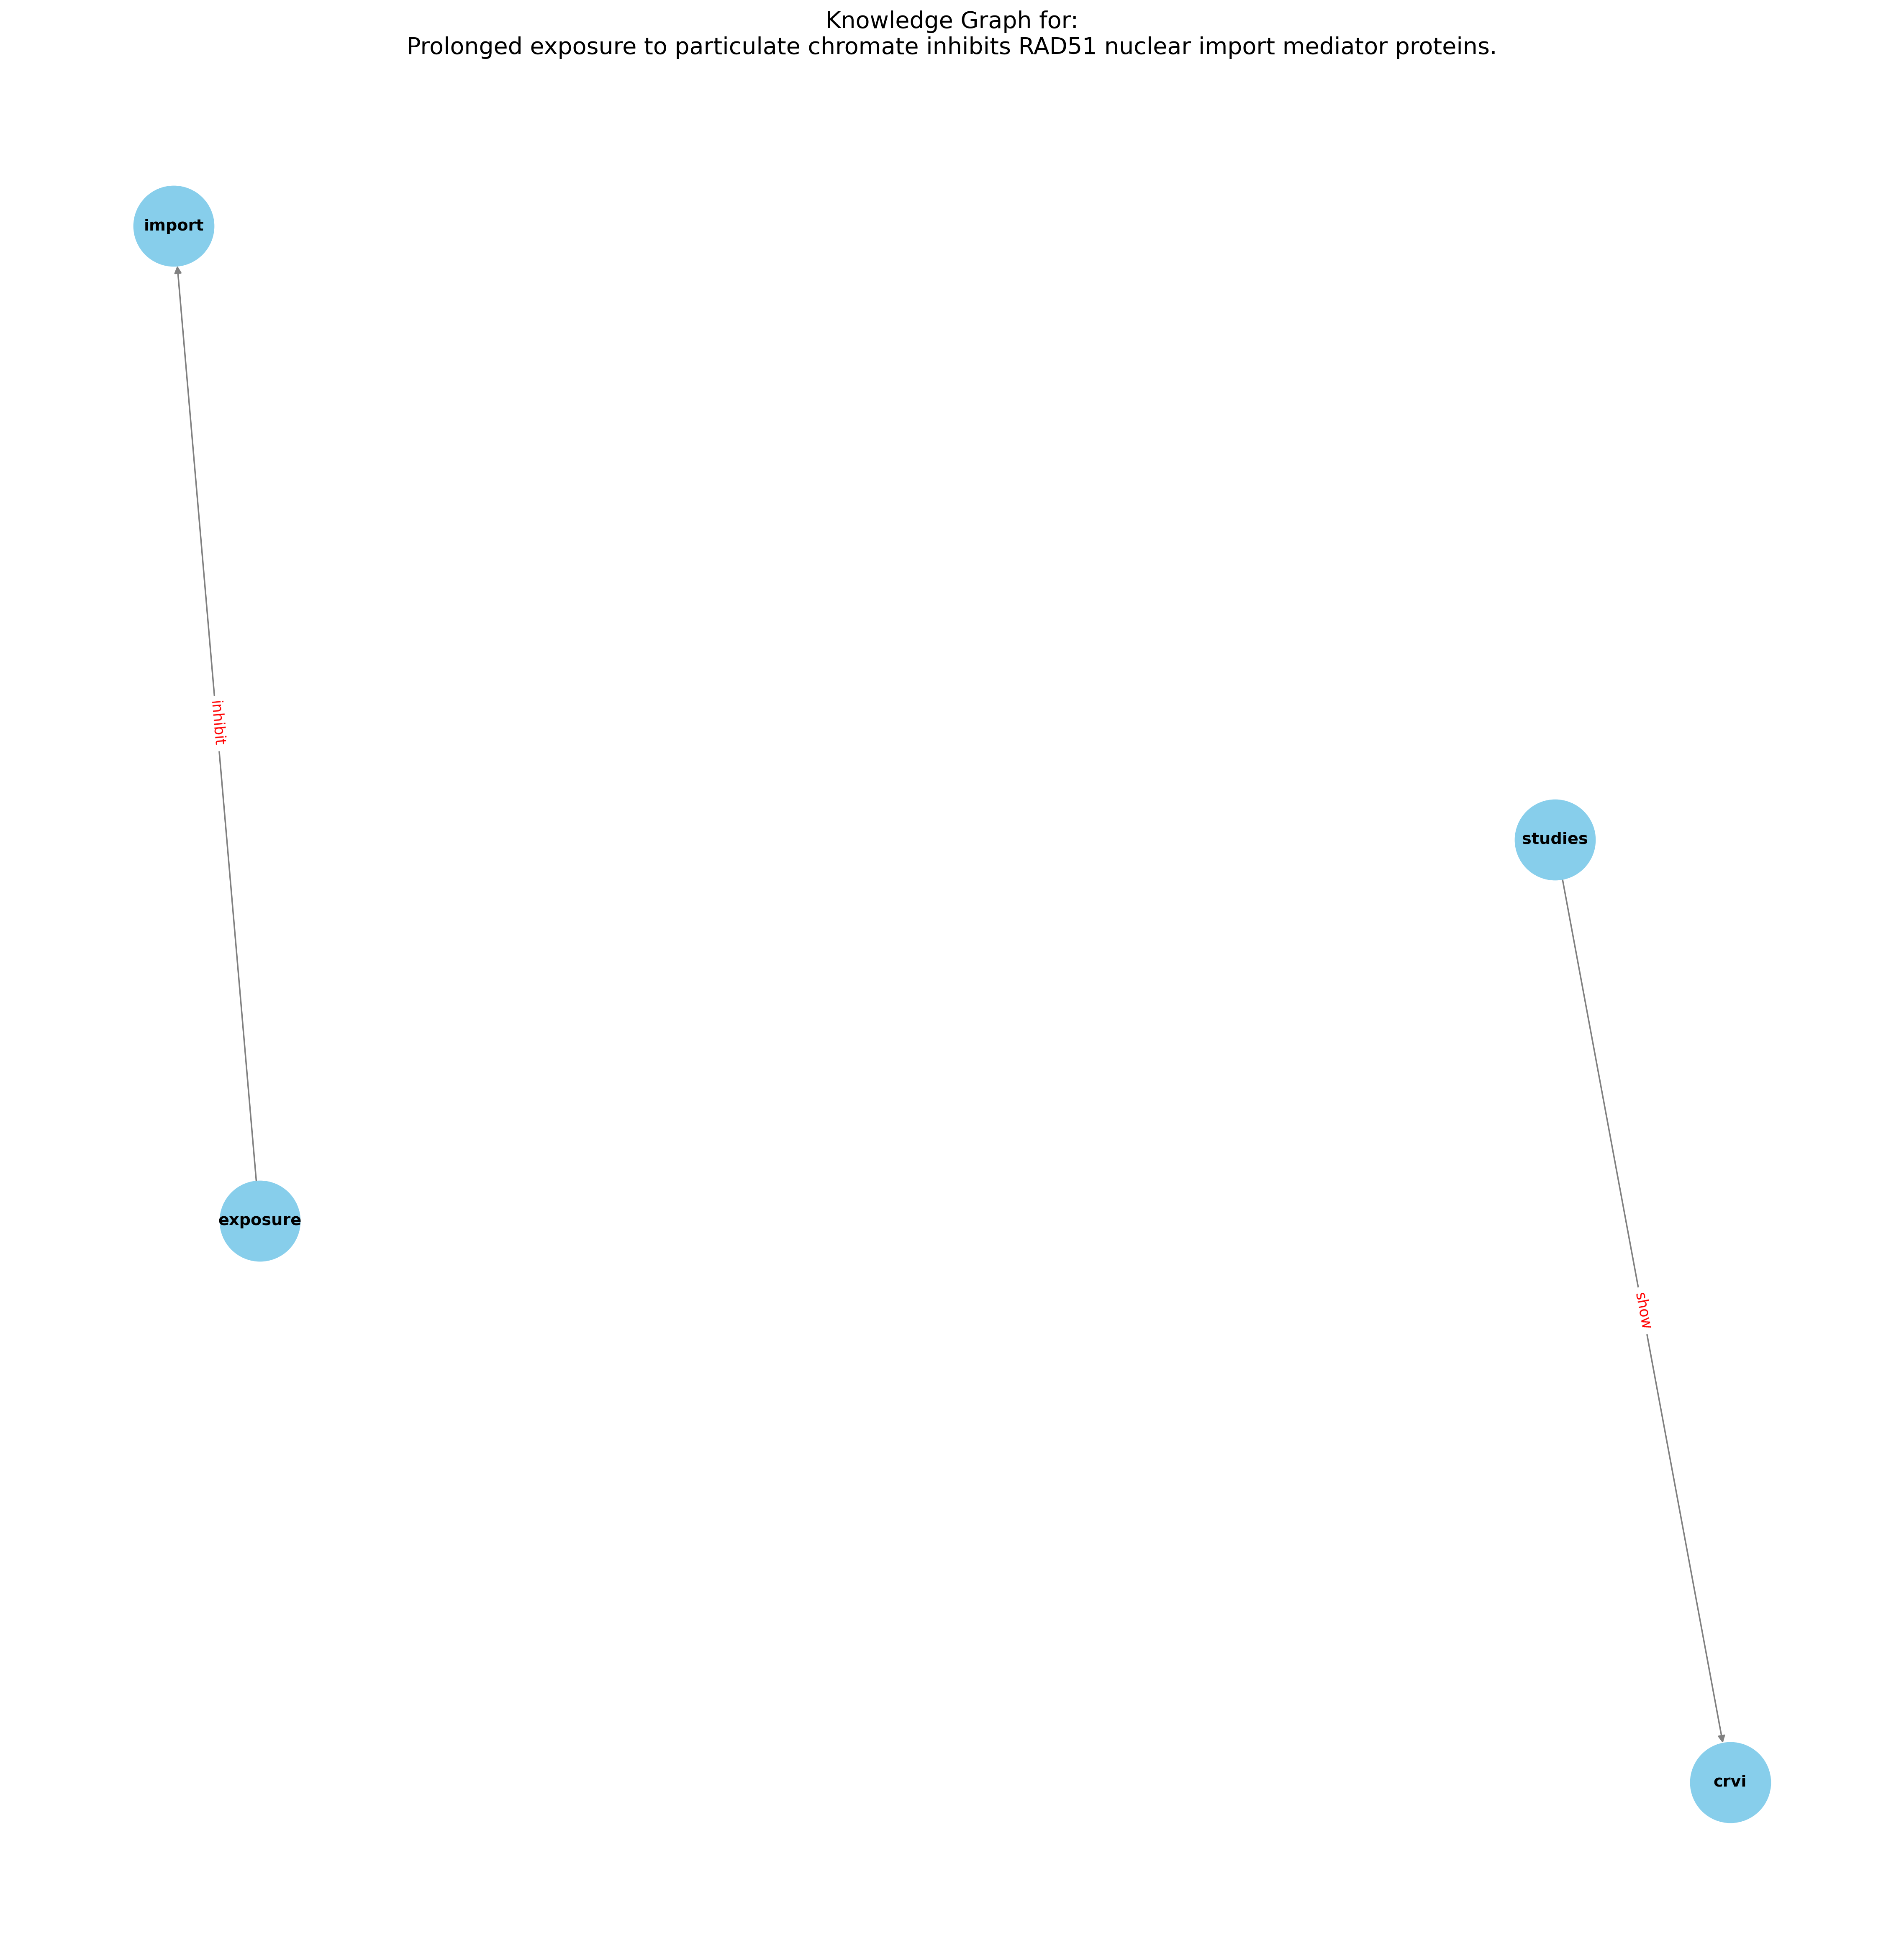 Knowledge Graph for:
Prolonged exposure to particulate chromate inhibits RAD51 nuclear import mediator proteins.
import
inhibit
studies
exposure
show
crvi